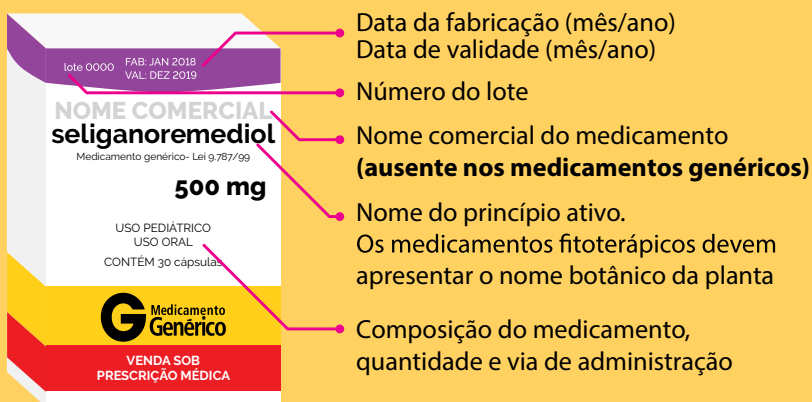 lote 0000
FAB: JAN 2018
VAL: DEZ 2019
NOME COMERCIAL
seliganoremediol
Medicamento genérico- Lei 9.787/99
500 mg
USO PEDIÁTRICO
USO ORAL
CONTÉM 30 cápsulas
G Medicamento
Genérico
VENDA SOB
PRESCRIÇÃO MÉDICA
Data da fabricação (mês/ano)
Data de validade (mês/ano)
Número do lote
Nome comercial do medicamento
(ausente nos medicamentos genéricos)
Nome do princípio ativo.
Os medicamentos fitoterápicos devem
apresentar o nome botânico da planta
Composição do medicamento,
quantidade e via de administração